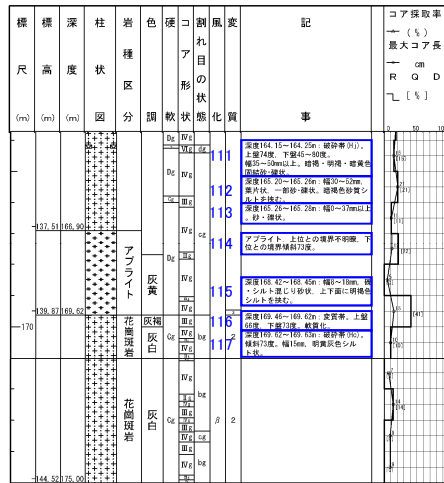 標尺 (m)
標高 (m)
深度 (m)
柱状図
岩種区分
色調
硬軟
コア形状
割れ目の状態
風化
変質
記事
コア採取率
(%)
最大コア長
cm
RQD
[%]
0 50 100
111
深度164.15~164.25m:破砕帯(Hj)。
上盤74度、下盤45~80度。
幅35~50mm以上。暗褐・明褐・暗黄色
固結砂・礫状。
112
深度165.20~165.26m:幅30~52mm、
葉片状、一部砂・礫状。暗褐色砂質シ
ルトを挟む。
113
深度165.26~165.28m:幅0~37mm以上
。砂・礫状。
-137.51 166.90
114
アプライト、上位との境界不明瞭、下
位との境界傾斜73度。
アプライト
灰黄
115
深度168.42~168.45m:幅8~18mm、礫
・シルト混じり砂状、上下面に明褐色
シルトを挟む。
-139.87 169.62
116
深度169.46~169.62m:変質帯。上盤
66度、下盤73度。軟質化。
170
花崗斑岩
灰褐
灰白
117
深度169.62~169.63m:破砕帯(Hc)。
傾斜73度。幅15mm、明黄灰色シル
ト状。
花崗斑岩
灰白
Cg
β
2
-144.52 175.00